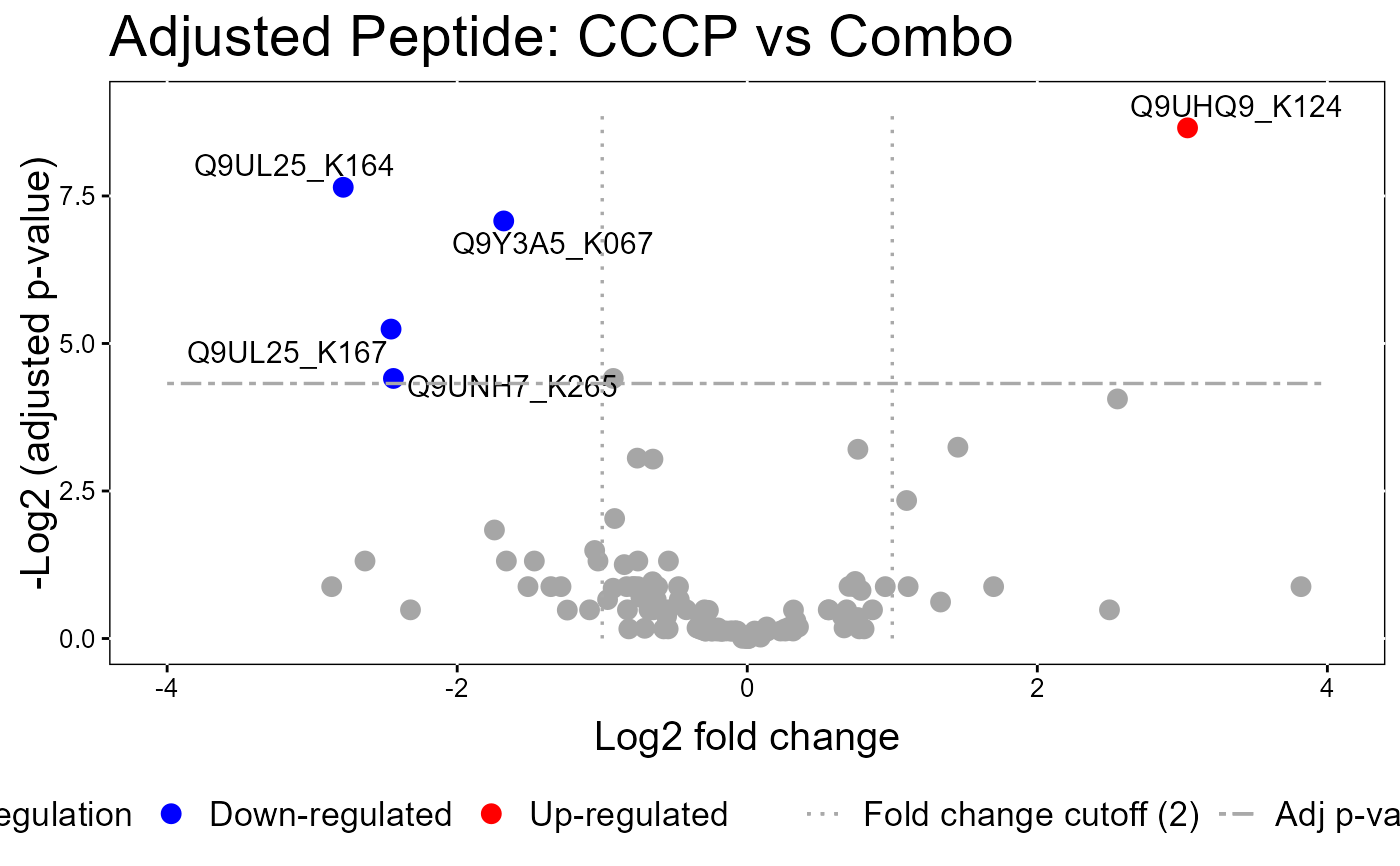 Adjusted Peptide: CCCP vs Combo
Q9UHQ9_K124
Q9UL25_K164
Q9Y3A5_K067
Q9UL25_K167
Q9UNH7_K265
-Log2 (adjusted p-value)
7.5
5.0
2.5
0.0
-4 -2 0 2 4
Log2 fold change
egulation Down-regulated Up-regulated Fold change cutoff (2) Adj p-va